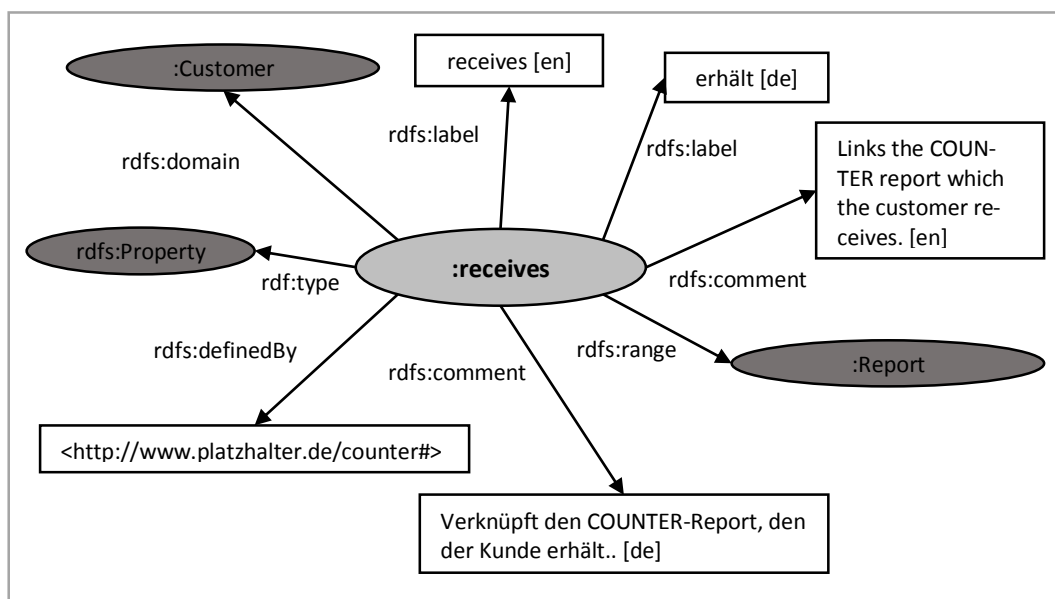 :Customer
receives [en]
erhält [de]
rdfs:label
rdfs:label
rdfs:domain
Links the COUN-
TER report which
the customer re-
ceives. [en]
rdfs:Property
:receives
rdf:type
rdfs:comment
rdfs:definedBy
rdfs:comment
rdfs:range
:Report
<http://www.platzhalter.de/counter#>
Verknüpft den COUNTER-Report, den
der Kunde erhält.. [de]